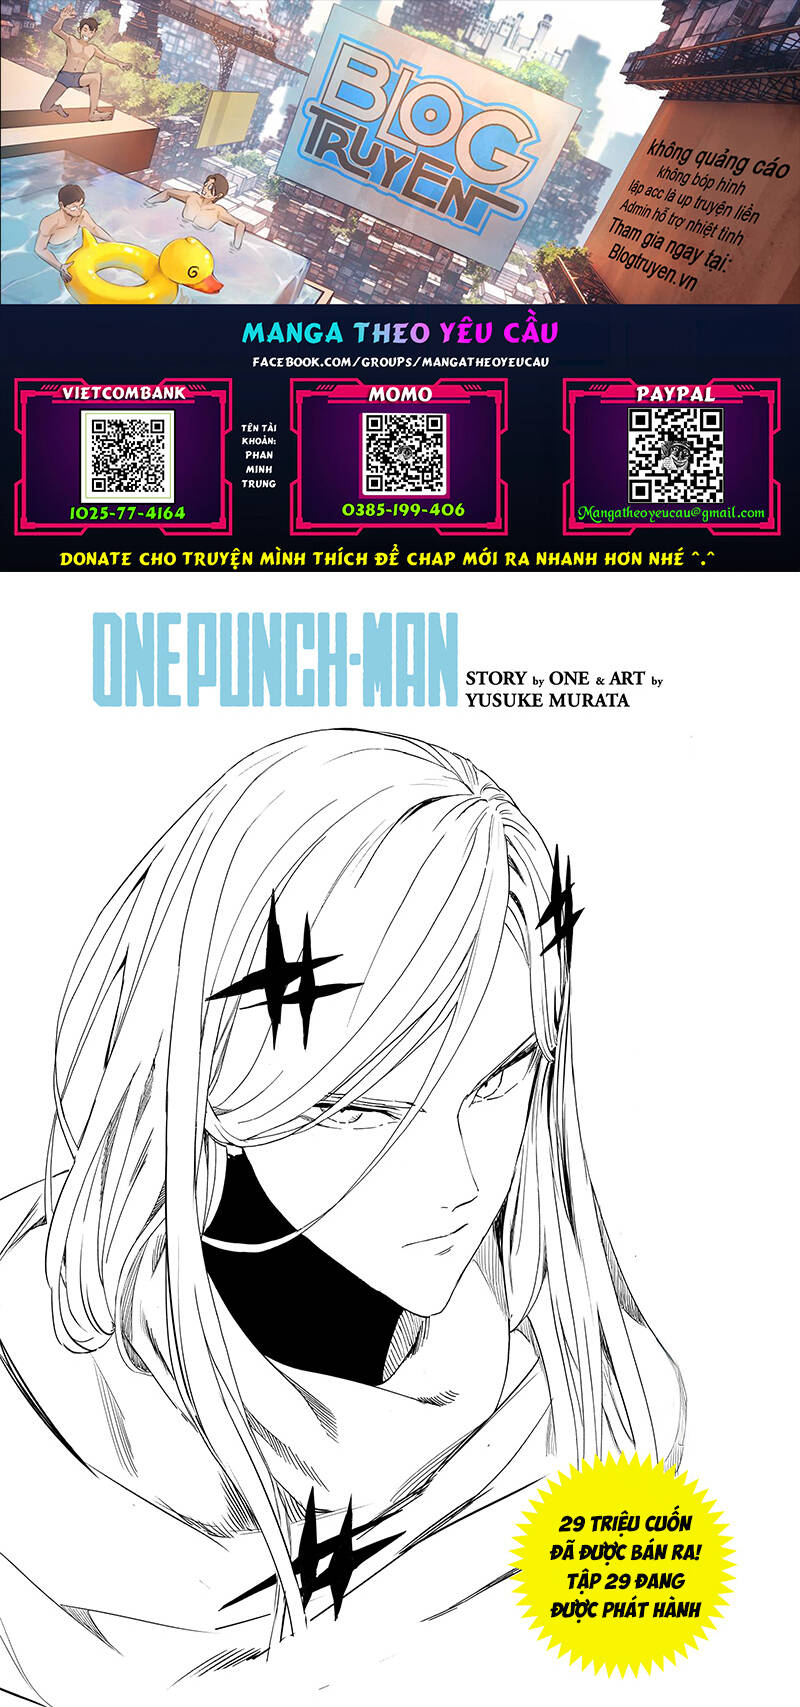 BLOG
TRUYEN
không quảng cáo
không bóp hình
lập acc là up truyện liền
Admin hỗ trợ nhiệt tình
Tham gia ngay tại:
Blogtruyen.vn
MANGA THEO YÊU CẦU
FACEBOOK.COM/GROUPS/MANGATHEOYEUCAU
VIETCOMBANK
1025-77-4164
TÊN TÀI
KHOẢN:
PHAN
MINH
TRUNG
MOMO
0385-199-406
PAYPAL
Mangatheoyeucau@gmail.com
DONATE CHO TRUYỆN MÌNH THÍCH ĐỂ CHAP MỚI RA NHANH HƠN NHÉ ^.^
ONEPUNCH-MAN
STORY by ONE & ART by
YUSUKE MURATA
29 TRIỆU CUỐN
ĐÃ ĐƯỢC BÁN RA!
TẬP 29 ĐANG
ĐƯỢC PHÁT HÀNH